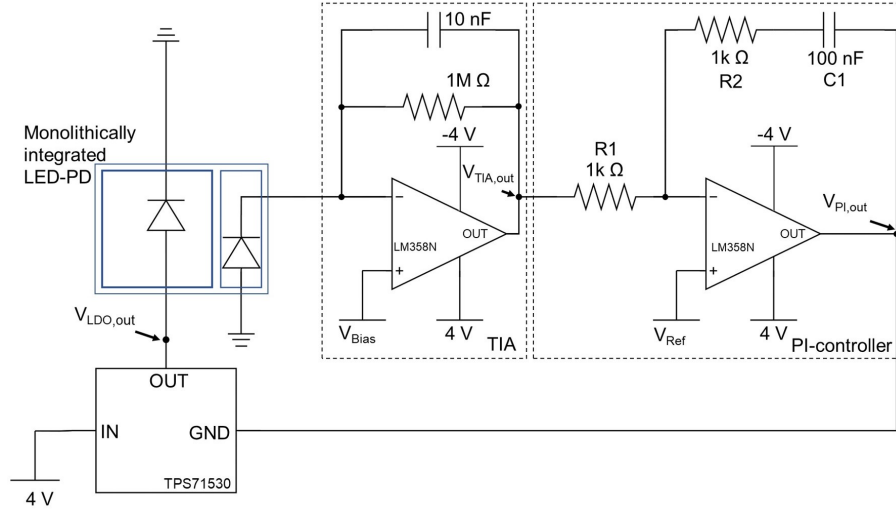 10 nF
1M Ω
-4 V
V_TIA,out
OUT
LM358N
−
+
V_Bias
4 V
TIA
1k Ω
R2
100 nF
C1
R1
1k Ω
-4 V
V_PI,out
OUT
LM358N
−
+
V_Ref
4 V
PI-controller
Monolithically
integrated
LED-PD
V_LDO,out
OUT
IN
GND
TPS71530
4 V